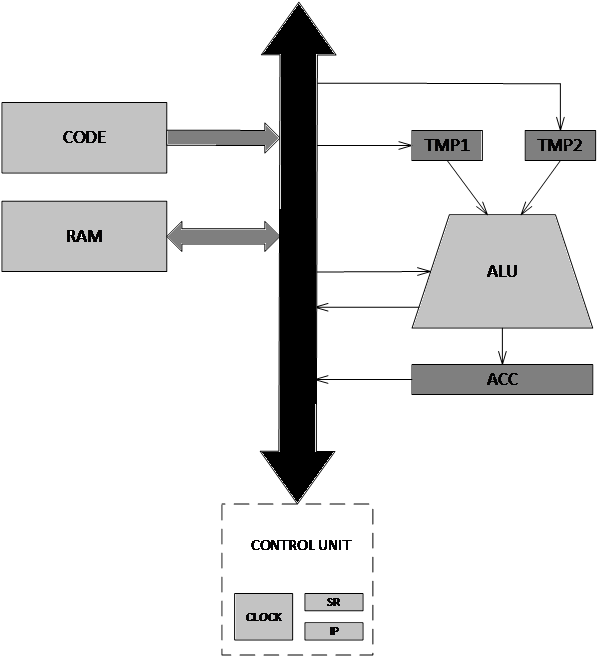 CODE
TMP1
TMP2
RAM
ALU
ACC
CONTROL UNIT
CLOCK
SR
IP